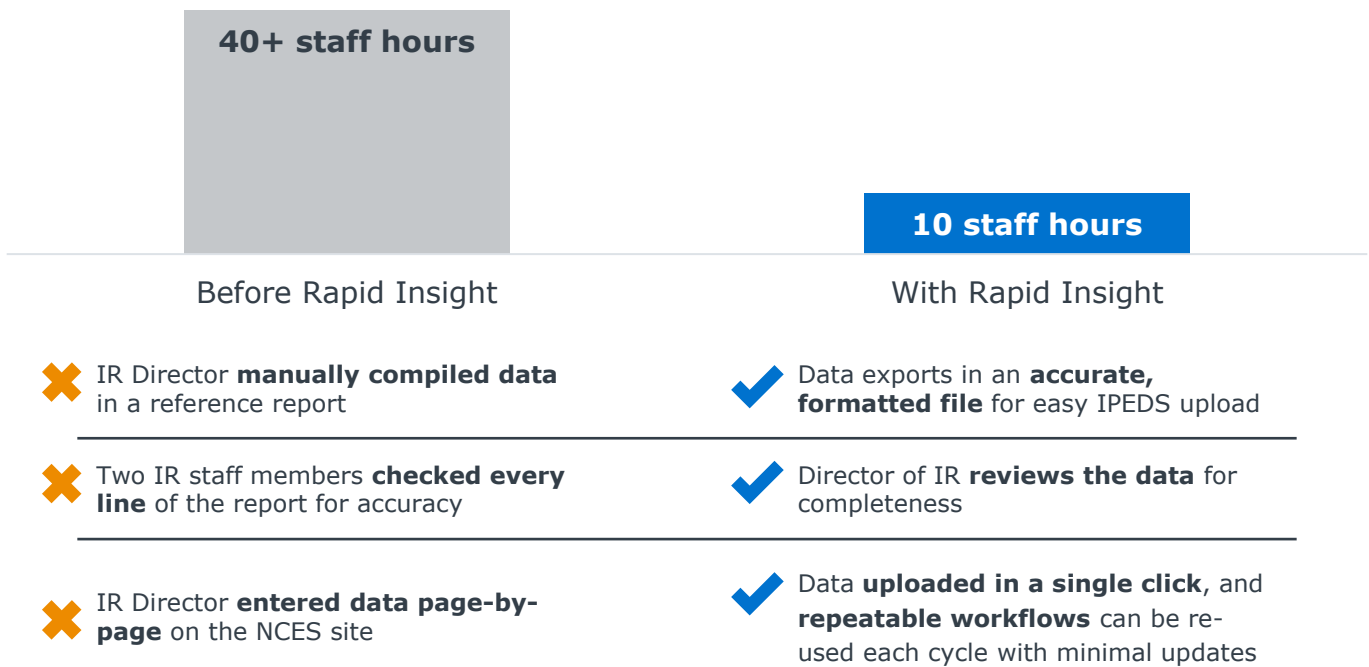 40+ staff hours
10 staff hours
Before Rapid Insight
With Rapid Insight
IR Director manually compiled data
in a reference report
Data exports in an accurate,
formatted file for easy IPEDS upload
Two IR staff members checked every
line of the report for accuracy
Director of IR reviews the data for
completeness
IR Director entered data page-by-
page on the NCES site
Data uploaded in a single click, and
repeatable workflows can be re-
used each cycle with minimal updates